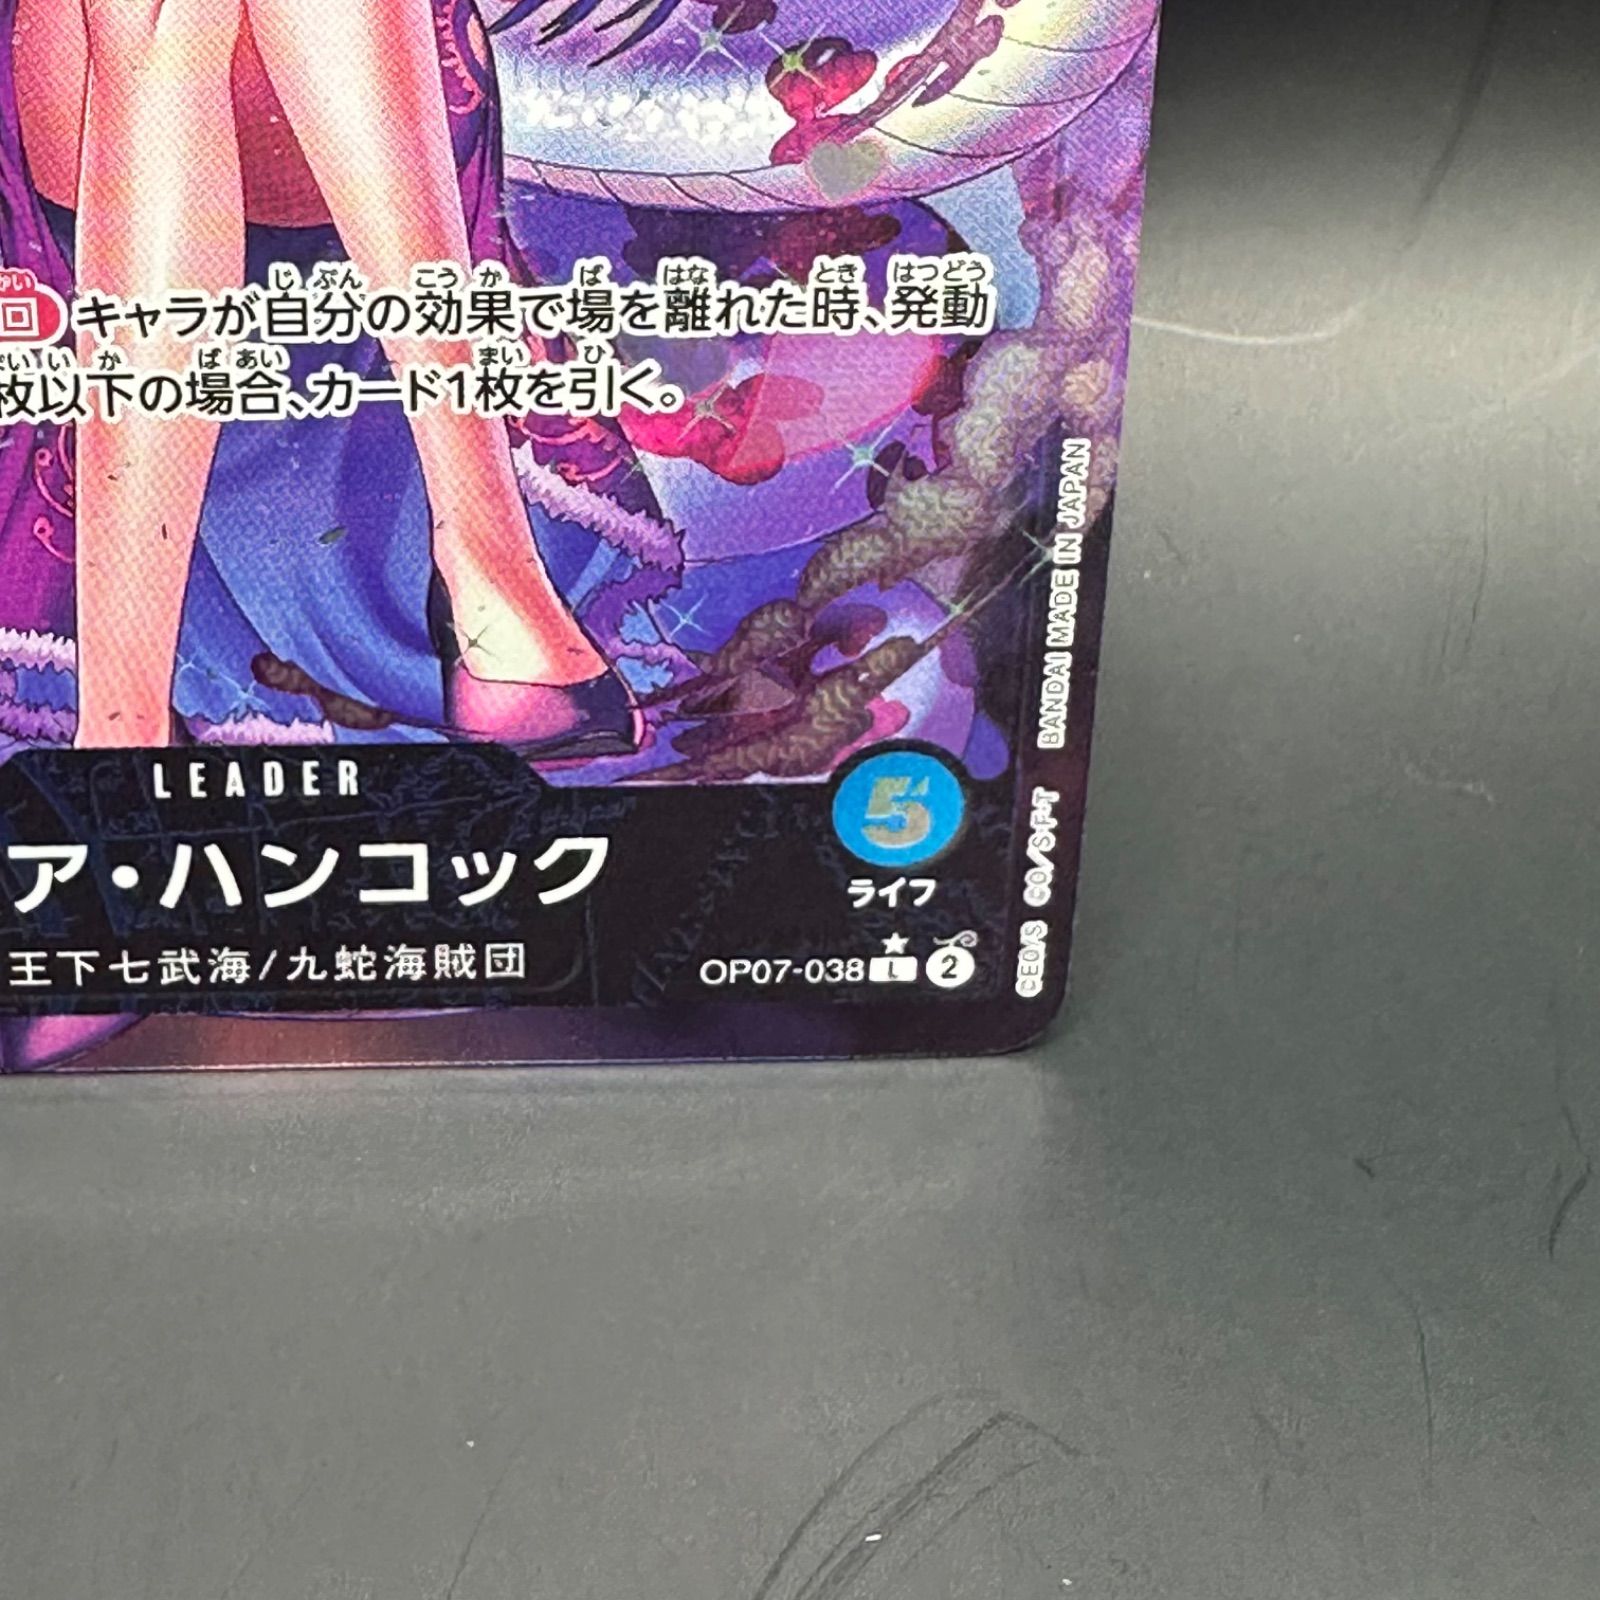 回 キャラが自分の効果で場を離れた時、発動
枚以下の場合、カード1枚を引く。
LEADER
ア・ハンコック
王下七武海/九蛇海賊団
5
ライフ
OP07-038 L 2
©EO/S ©O/SF-T BANDAI MADE IN JAPAN